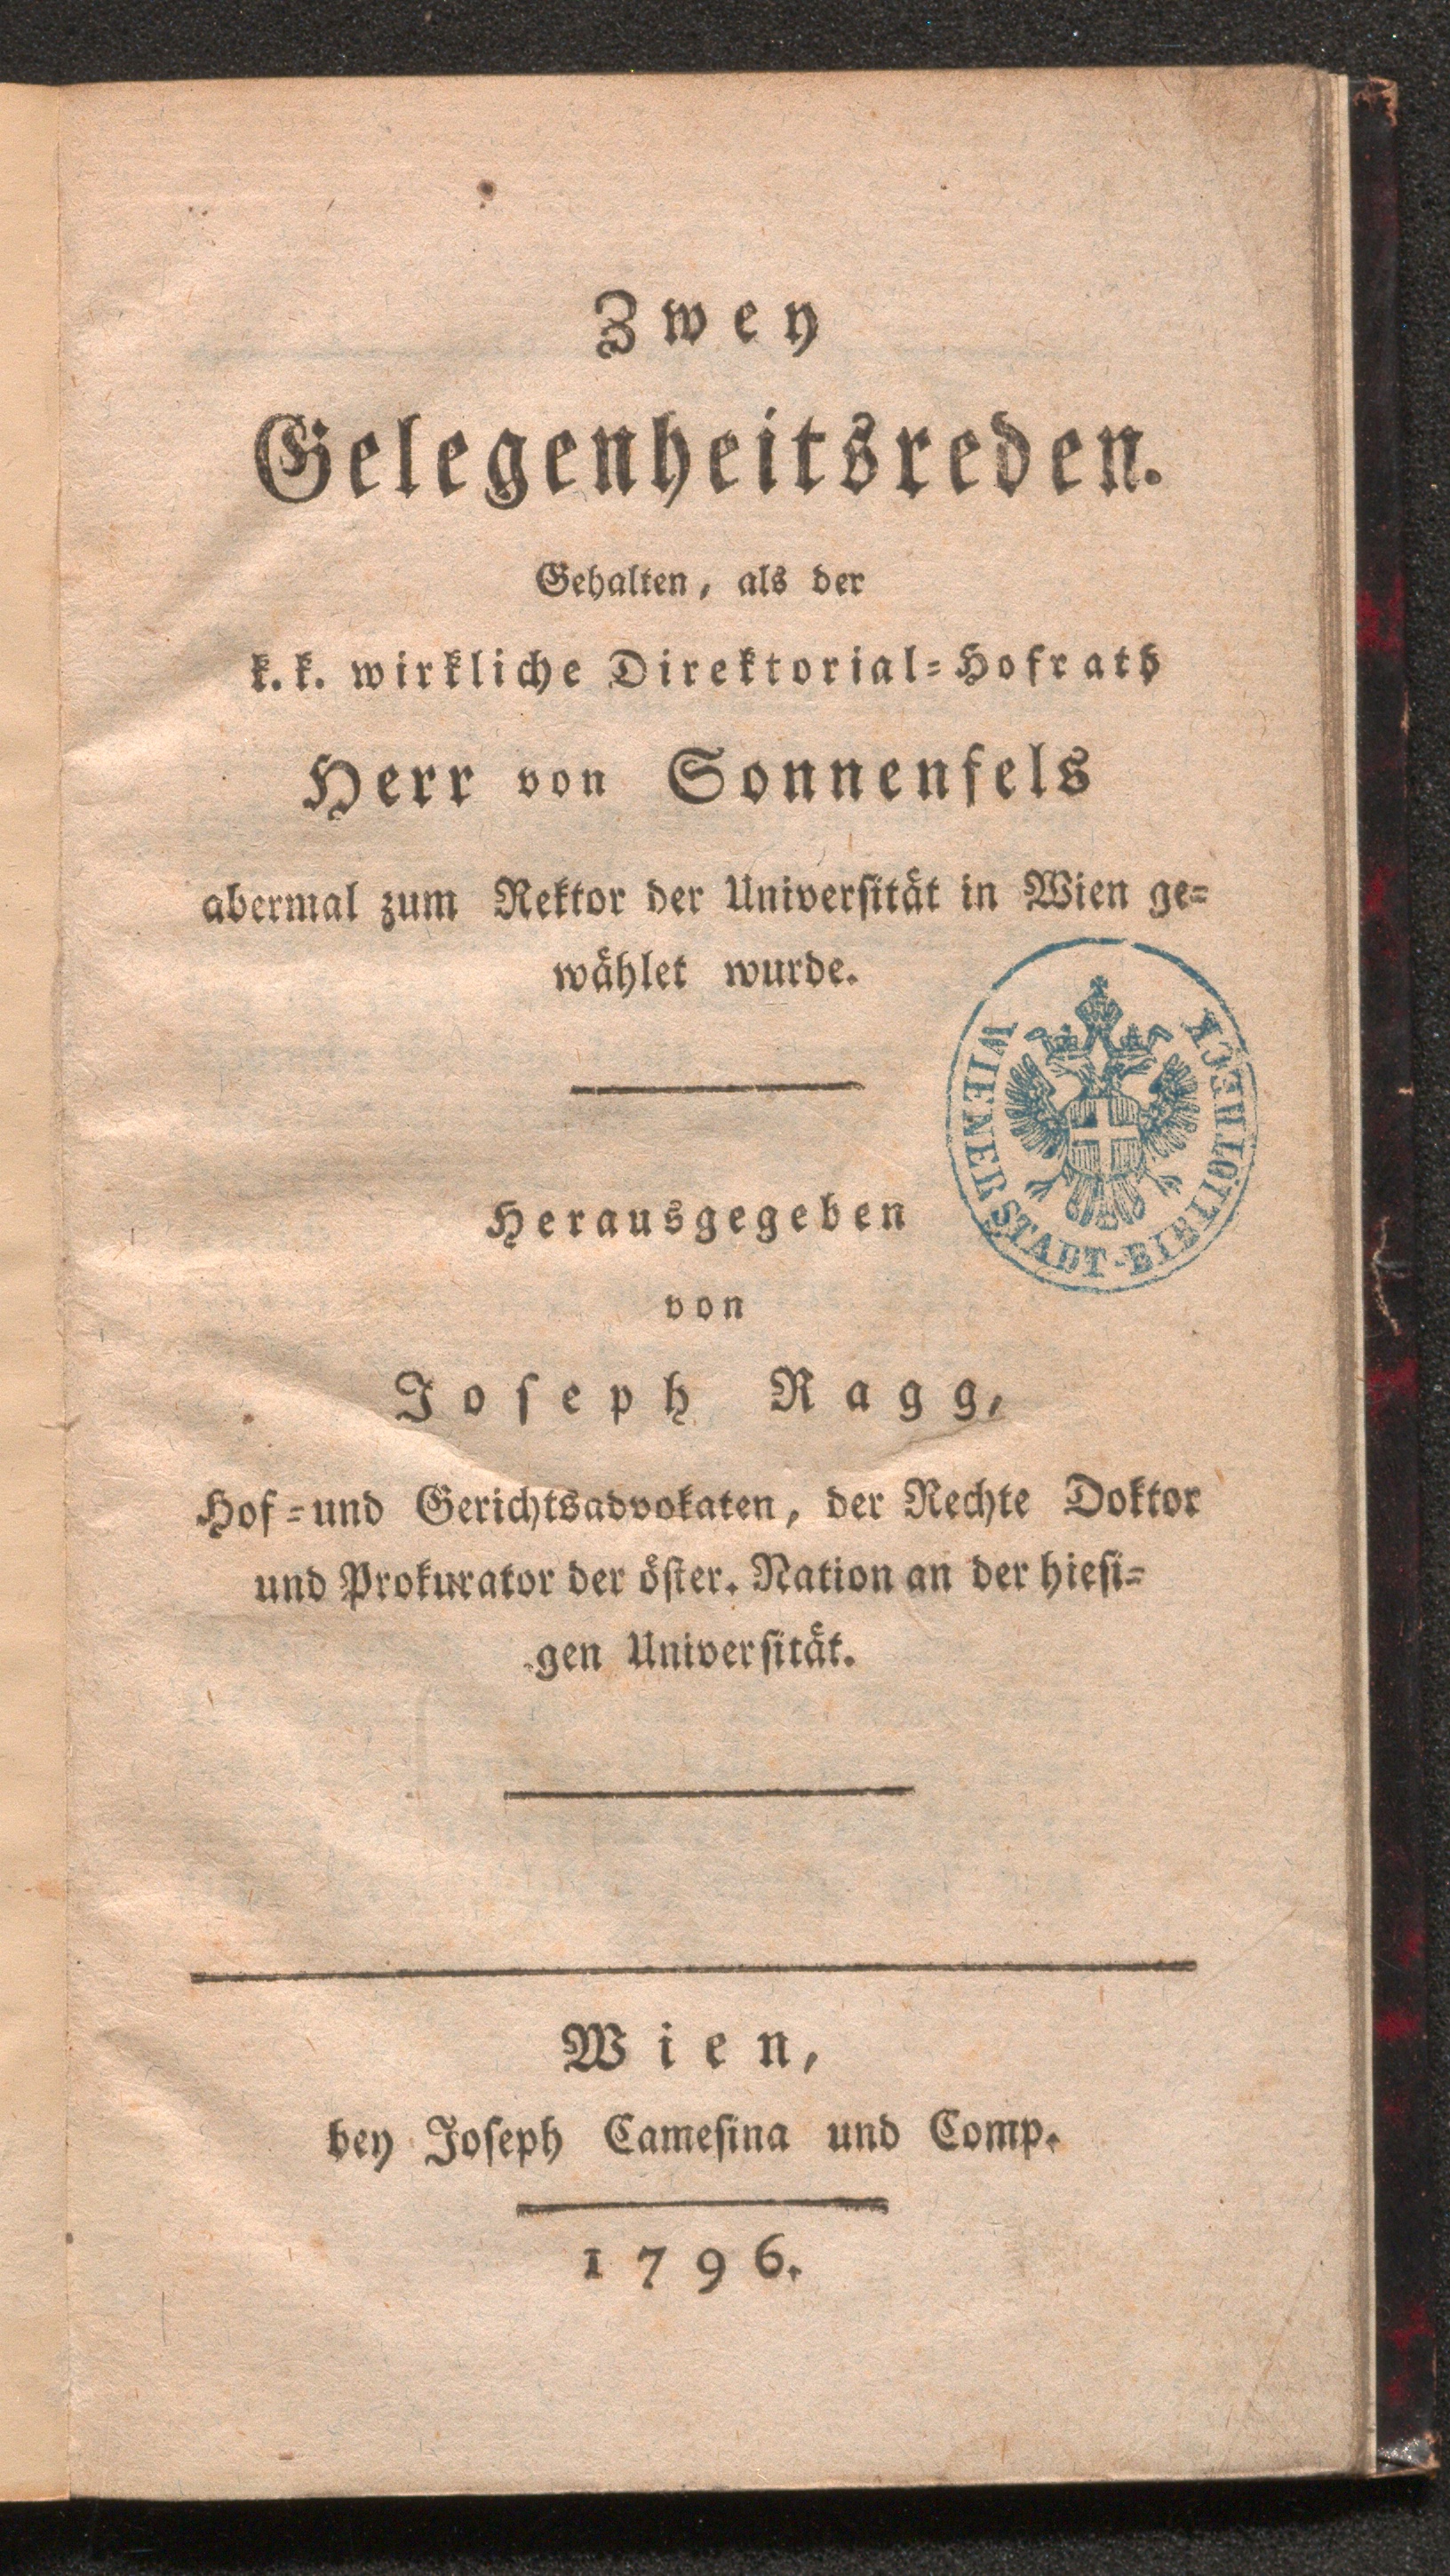 Zwey
Gelegenheitsreden.
Gehalten, als der
k.k. wirkliche Direktorial-Hofrath
Herr von Sonnenfels
abermal zum Rektor der Universität in Wien ge-
wählet wurde.
WIENER STADT-BIBLIOTHECK
Herausgegeben
von
Joseph Ragg,
Hof-und Gerichtsadvokaten, der Rechte Doktor
und Prokurator der öster. Nation an der hiesi-
gen Universität.
Wien,
bey Joseph Camesina und Comp.
1796.